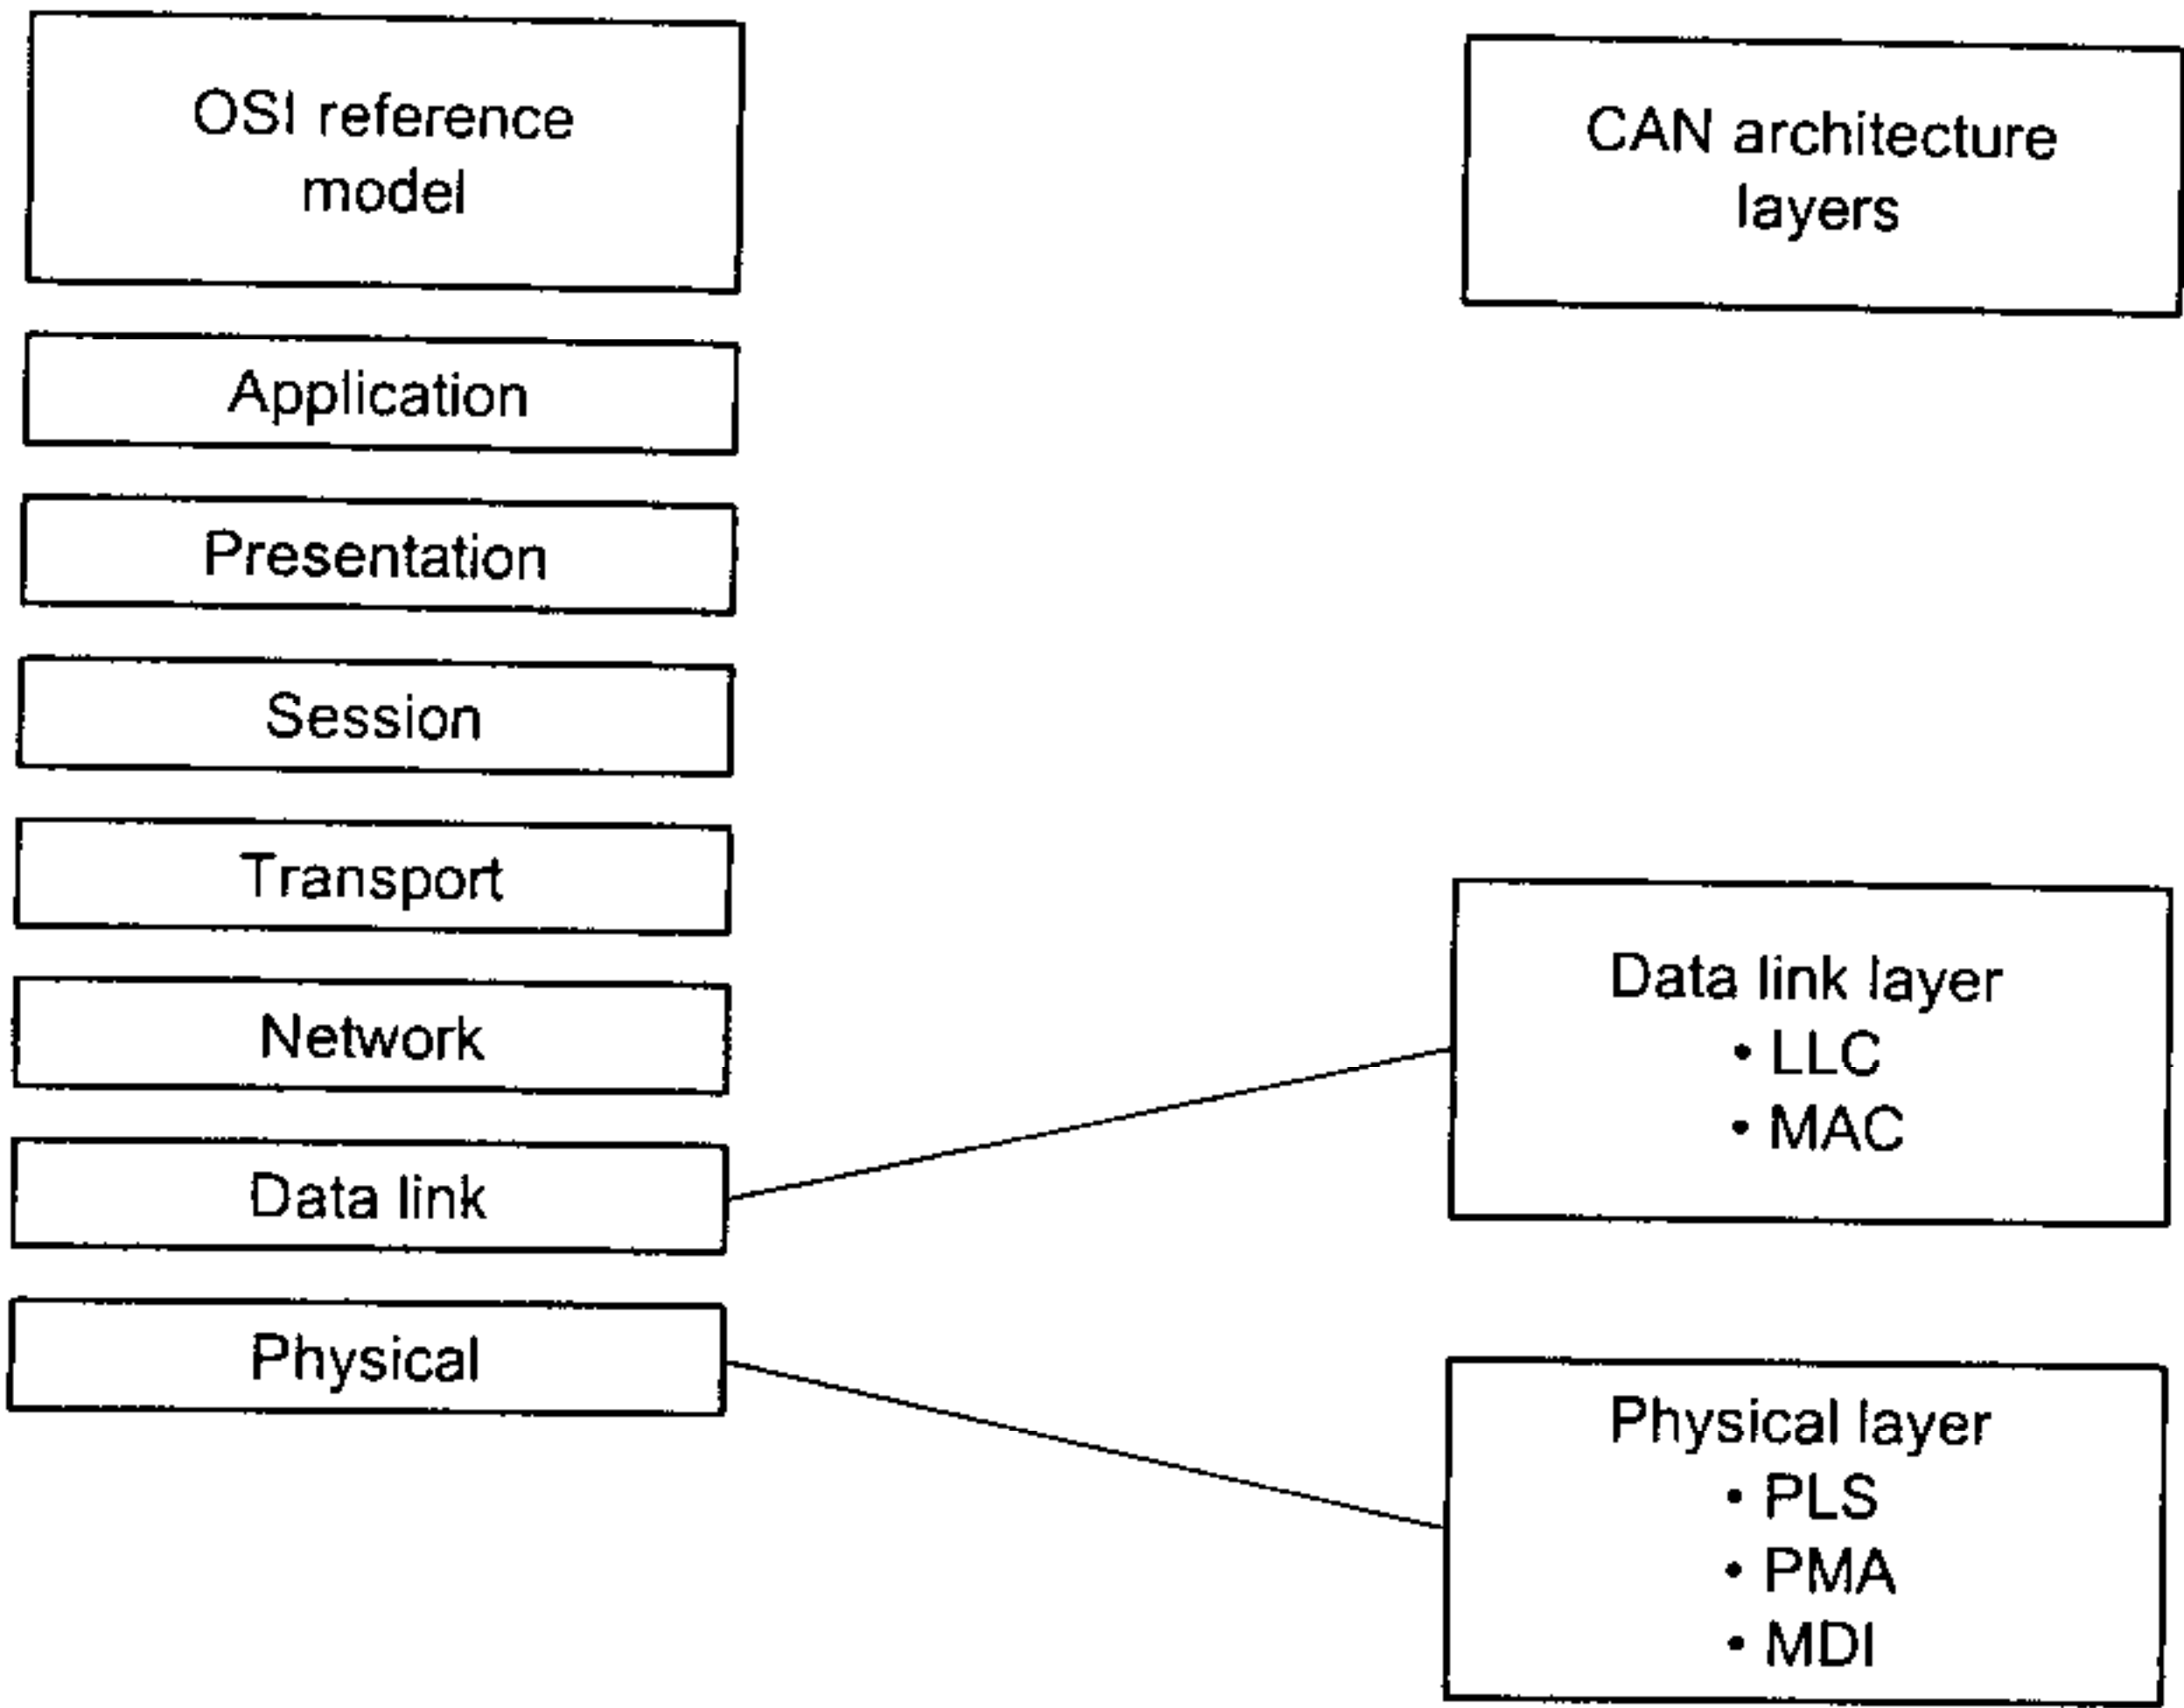 OSI reference
model
CAN architecture
layers
Application
Presentation
Session
Transport
Network
Data link
Physical
Data link layer
• LLC
• MAC
Physical layer
• PLS
• PMA
• MDI